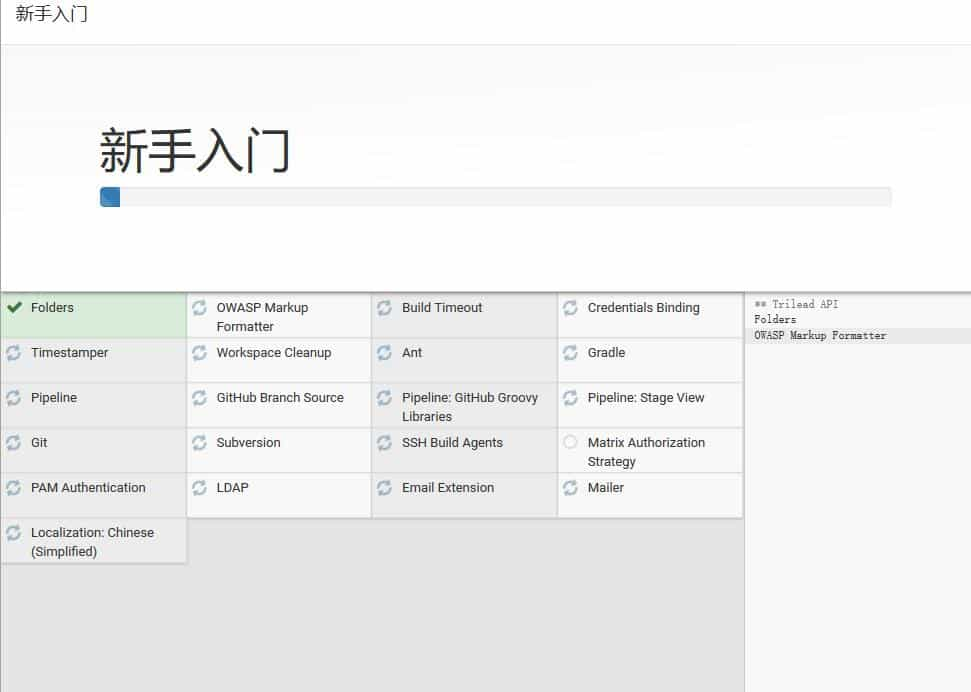 新手入门
新手入门
Folders
OWASP Markup
Formatter
Build Timeout
Credentials Binding
Timestamper
Workspace Cleanup
Ant
Gradle
Pipeline
GitHub Branch Source
Pipeline: GitHub Groovy
Libraries
Pipeline: Stage View
Git
Subversion
SSH Build Agents
Matrix Authorization
Strategy
PAM Authentication
LDAP
Email Extension
Mailer
Localization: Chinese
(Simplified)
** Trilead API
Folders
OWASP Markup Formatter